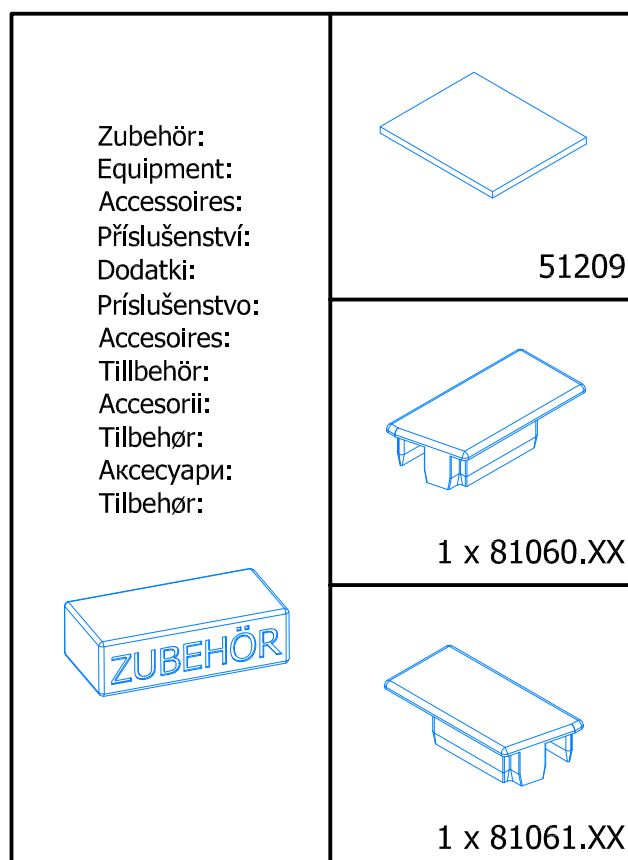 Zubehör:
Equipment:
Accessoires:
Příslušenství:
Dodatki:
Príslušenstvo:
Accesoires:
Tillbehör:
Accesorii:
Tilbehør:
Аксесуари:
Tilbehør:
ZUBEHÖR
51209
1 x 81060.XX
1 x 81061.XX